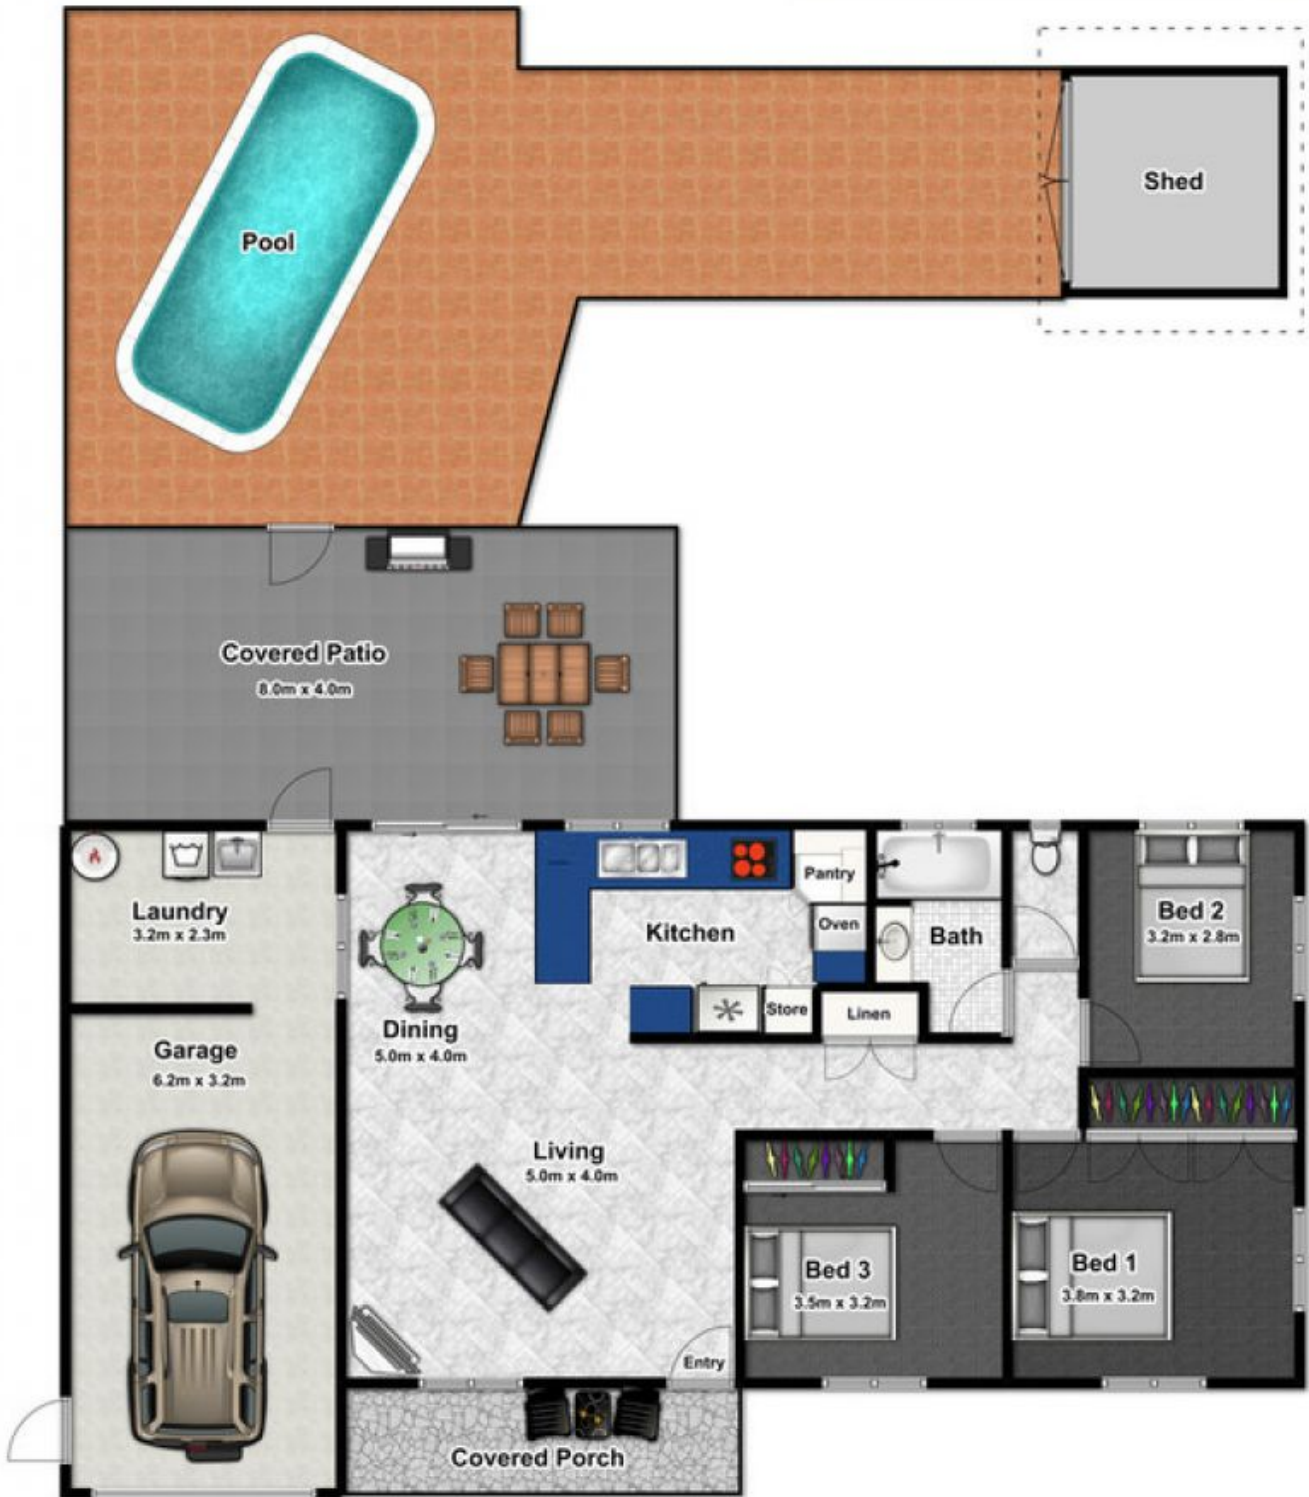 Pool
Shed
Covered Patio
8.0m x 4.0m
Laundry
3.2m x 2.3m
Kitchen
Pantry
Oven
Bath
Bed 2
3.2m x 2.8m
Store
Linen
Dining
5.0m x 4.0m
Garage
6.2m x 3.2m
Living
5.0m x 4.0m
Bed 3
3.5m x 3.2m
Bed 1
3.8m x 3.2m
Entry
Covered Porch